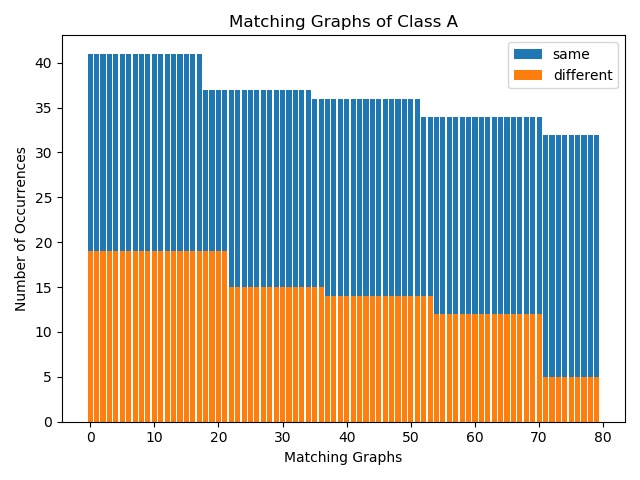 Matching Graphs of Class A
same
different
Number of Occurrences
40
35
30
25
20
15
10
5
0
0 10 20 30 40 50 60 70 80
Matching Graphs